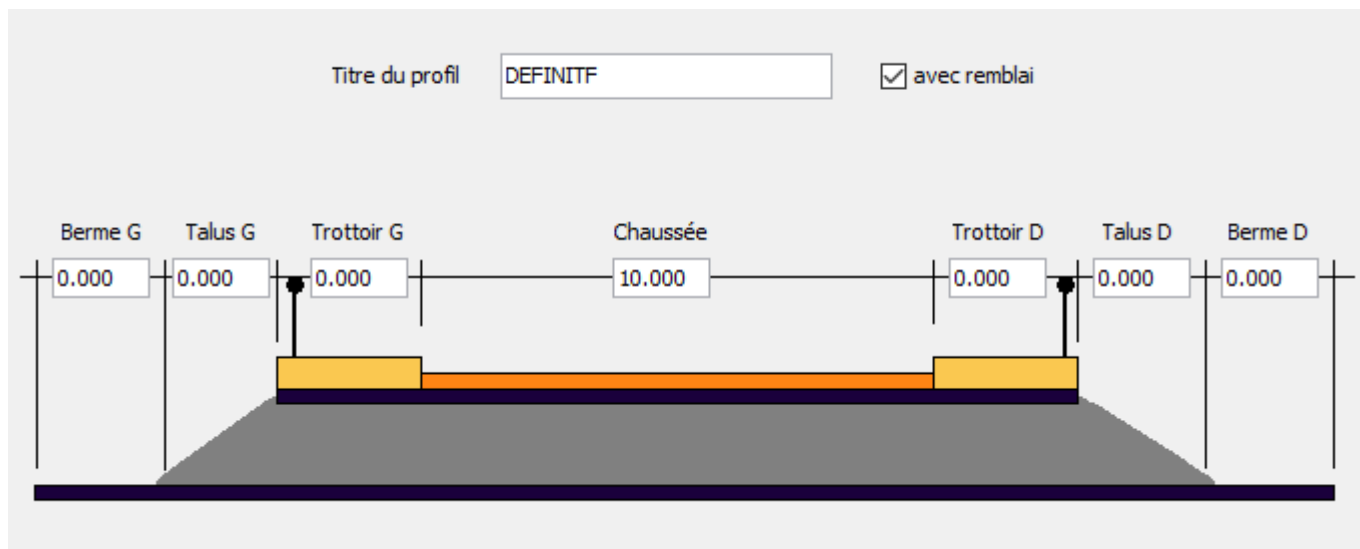 Titre du profil DEFINITF avec remblai
Berme G Talus G Trottoir G Chaussée Trottoir D Talus D Berme D
0.000 0.000 0.000 10.000 0.000 0.000 0.000